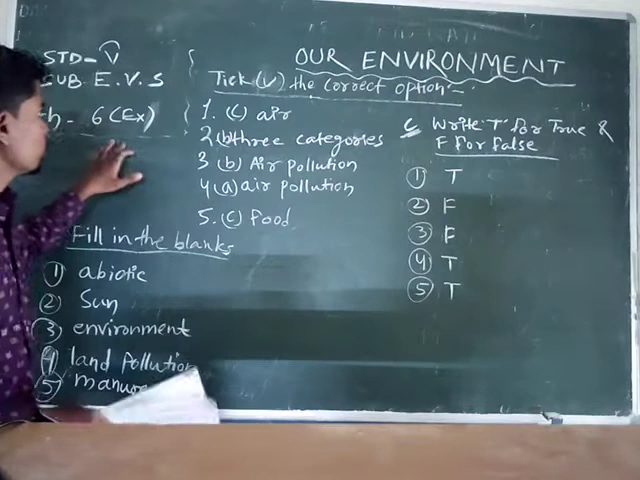 STD-V
SUB. E.V.S
Ch- 6 (Ex)
OUR ENVIRONMENT
Tick (✓) the correct option:-
1. (c) air
2 (b) three categories
3 (b) Air pollution
4 (a) air pollution
5. (c) Food
Fill in the blanks
① abiotic
② Sun
③ environment
④ land pollution
⑤ manure
C Write 'T' for True &
F for False
① T
② F
③ F
④ T
⑤ T